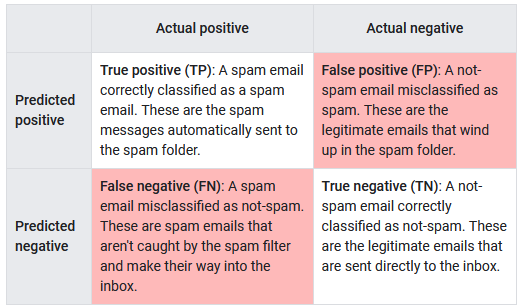 Actual positive
Actual negative
Predicted
positive
True positive (TP): A spam email
correctly classified as a spam
email. These are the spam
messages automatically sent to
the spam folder.
False positive (FP): A not-
spam email misclassified as
spam. These are the
legitimate emails that wind
up in the spam folder.
Predicted
negative
False negative (FN): A spam
email misclassified as not-spam.
These are spam emails that
aren't caught by the spam filter
and make their way into the
inbox.
True negative (TN): A not-
spam email correctly
classified as not-spam. These
are the legitimate emails that
are sent directly to the inbox.